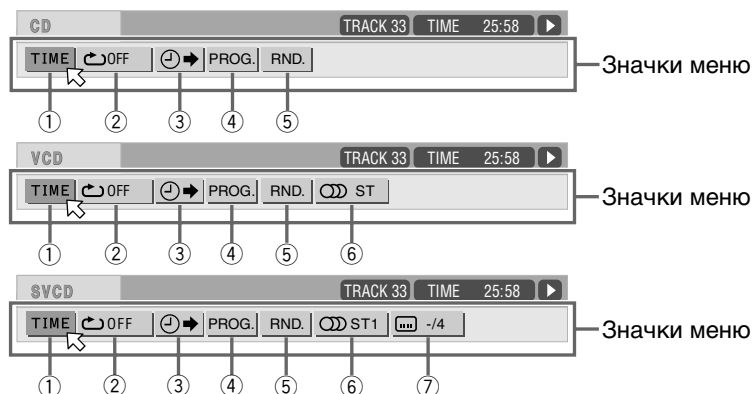 CD TRACK 33 TIME 25:58
TIME OFF PROG. RND.
Значки меню
① ② ③ ④ ⑤
VCD TRACK 33 TIME 25:58
TIME OFF PROG. RND. ST
Значки меню
① ② ③ ④ ⑤ ⑥
SVCD TRACK 33 TIME 25:58
TIME OFF PROG. RND. ST1 -/4
Значки меню
① ② ③ ④ ⑤ ⑥ ⑦